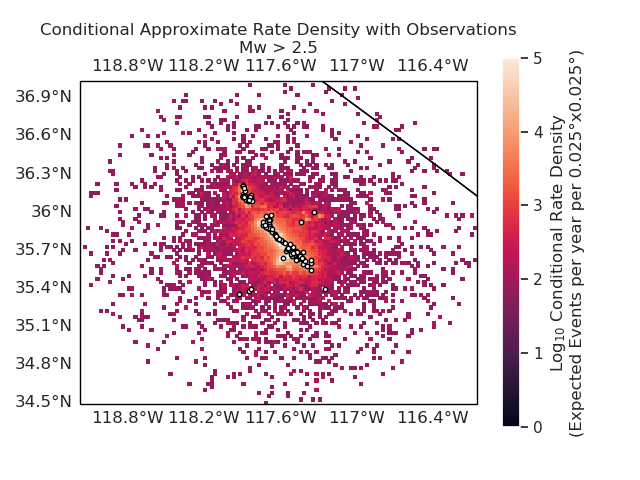 Conditional Approximate Rate Density with Observations
Mw > 2.5
118.8°W 118.2°W 117.6°W 117°W 116.4°W
36.9°N
36.6°N
36.3°N
36°N
35.7°N
35.4°N
35.1°N
34.8°N
34.5°N
118.8°W 118.2°W 117.6°W 117°W 116.4°W
5
4
3
2
1
0
Log₁₀ Conditional Rate Density
(Expected Events per year per 0.025°x0.025°)